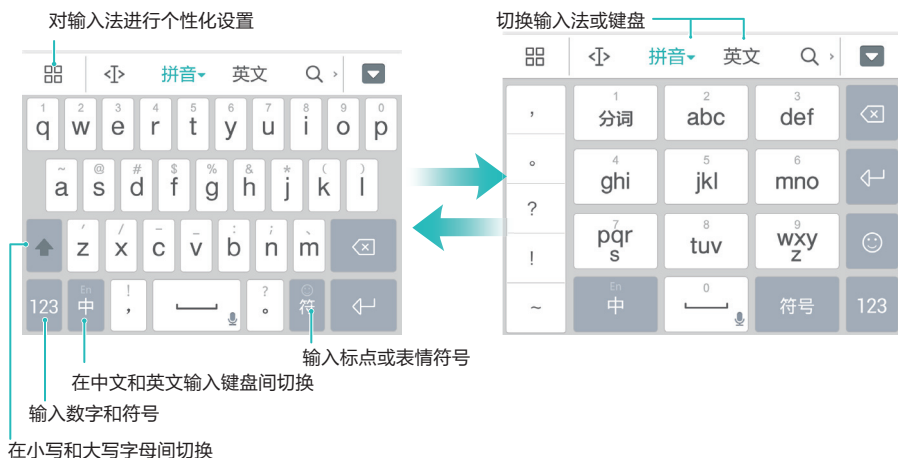 对输入法进行个性化设置
切换输入法或键盘
拼音 英文
1 2 3 4 5 6 7 8 9 0
q w e r t y u i o p
~ @ # $ % & * ( )
a s d f g h j k l
' / - _ : ; 、
z x c v b n m
En ! ?
123 中 , 。 符
拼音 英文
, 1 2 3
分词 abc def
。 4 5 6
ghi jkl mno
? 7 8 9
pqrs tuv wxyz
!
~ En 0
中 符号 123
输入标点或表情符号
在中文和英文输入键盘间切换
输入数字和符号
在小写和大写字母间切换